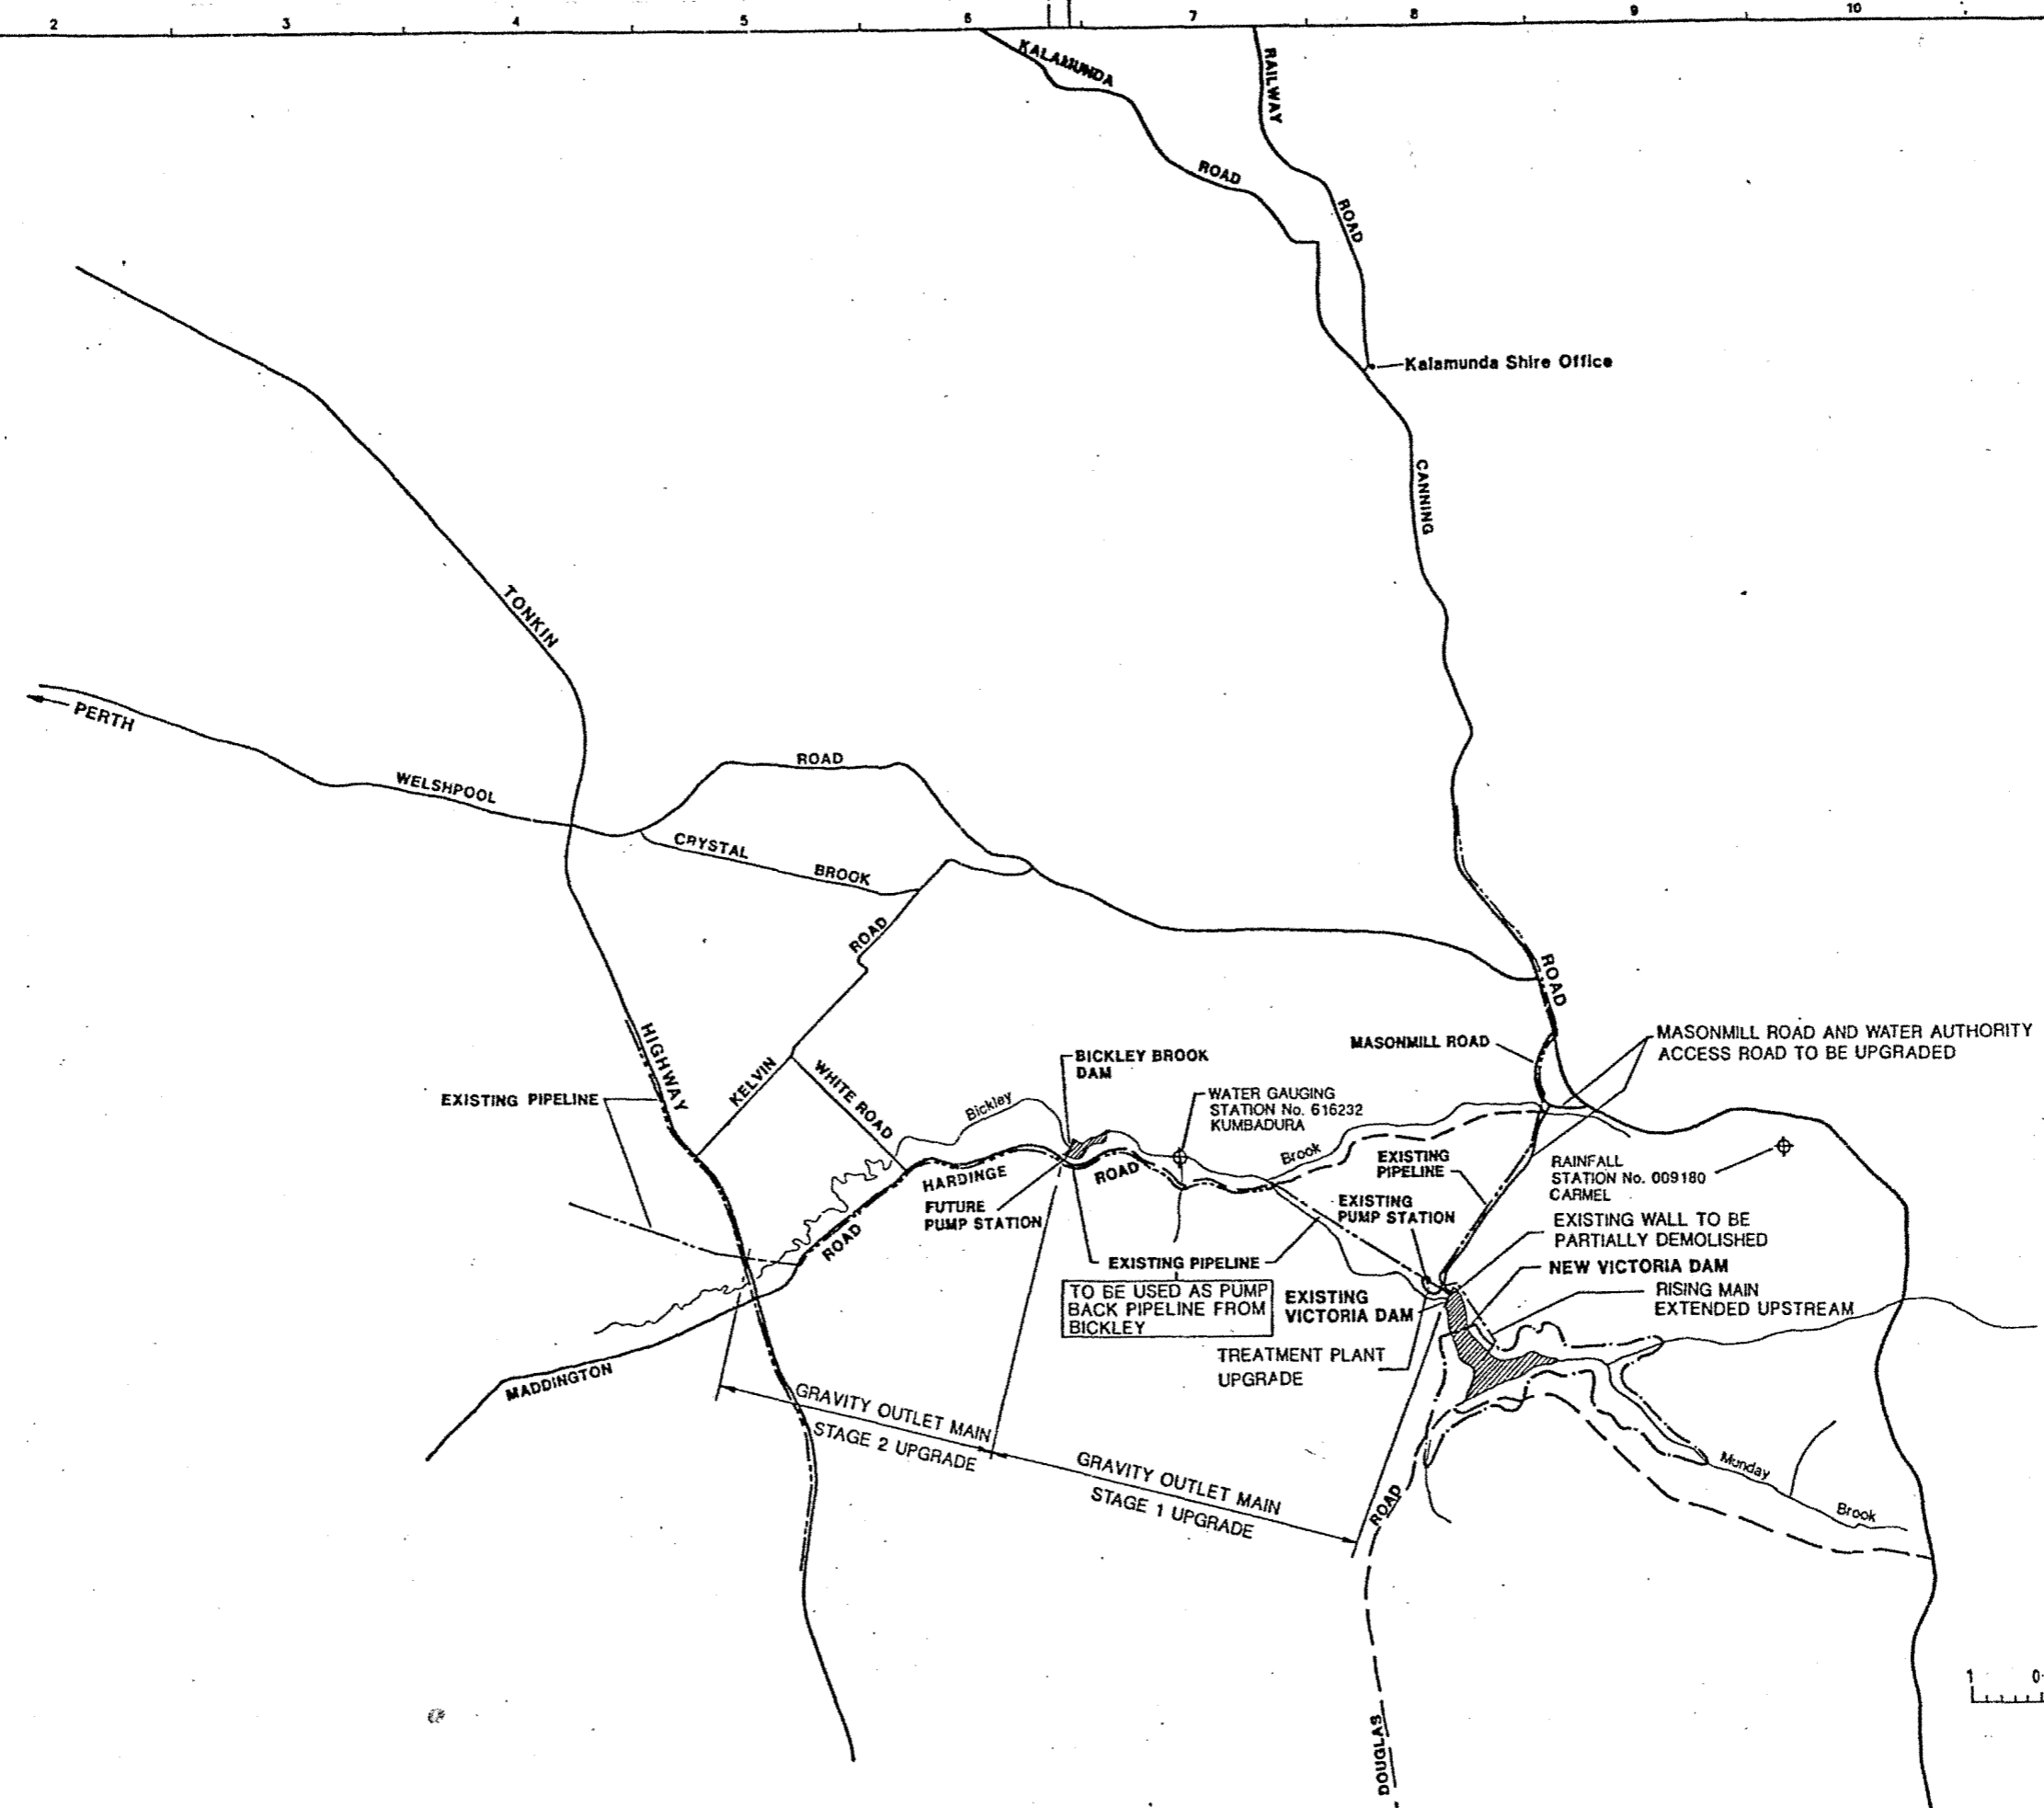 2 3 4 5 6 7 8 9 10
KALAMUNDA
ROAD
RAILWAY
ROAD
Kalamunda Shire Office
CANNING
ROAD
TONKIN
HIGHWAY
PERTH
WELSHPOOL
ROAD
CRYSTAL
BROOK
ROAD
KELVIN
WHITE ROAD
EXISTING PIPELINE
Bickley
BICKLEY BROOK
DAM
WATER GAUGING
STATION No. 616232
KUMBADURA
Brook
MASONMILL ROAD
MASONMILL ROAD AND WATER AUTHORITY
ACCESS ROAD TO BE UPGRADED
EXISTING
PIPELINE
RAINFALL
STATION No. 009180
CARMEL
HARDINGE
ROAD
FUTURE
PUMP STATION
ROAD
MADDINGTON
EXISTING
PUMP STATION
EXISTING WALL TO BE
PARTIALLY DEMOLISHED
NEW VICTORIA DAM
RISING MAIN
EXTENDED UPSTREAM
EXISTING PIPELINE
TO BE USED AS PUMP
BACK PIPELINE FROM
BICKLEY
EXISTING
VICTORIA DAM
TREATMENT PLANT
UPGRADE
GRAVITY OUTLET MAIN
STAGE 2 UPGRADE
GRAVITY OUTLET MAIN
STAGE 1 UPGRADE
Munday
Brook
ROAD
DOUGLAS
1 0